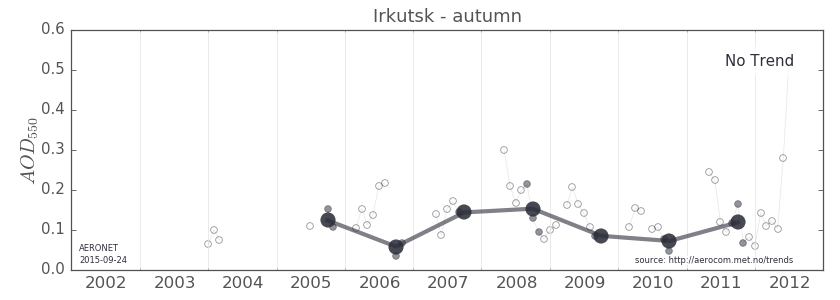 Irkutsk - autumn
0.6
0.5
0.4
0.3
0.2
0.1
0.0
AOD550
No Trend
AERONET
2015-09-24
source: http://aerocom.met.no/trends
2002 2003 2004 2005 2006 2007 2008 2009 2010 2011 2012